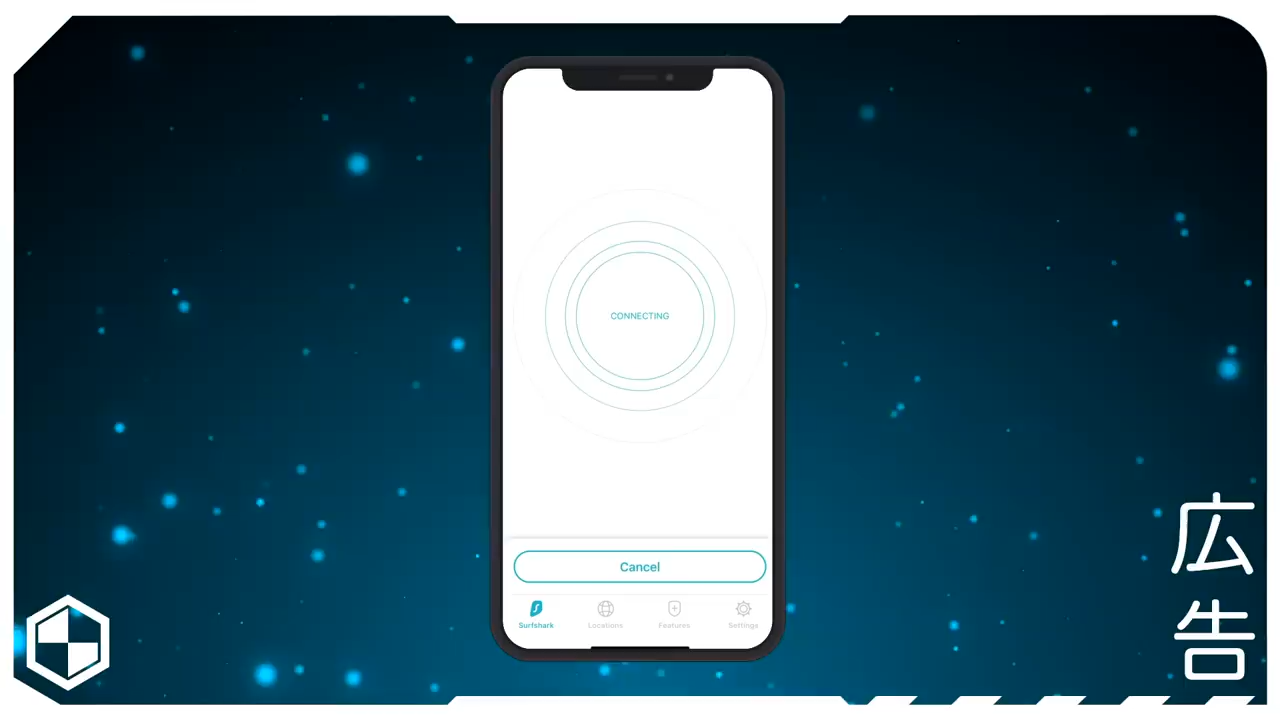 CONNECTING
Cancel
Surfshark
Locations
Features
Settings
広告